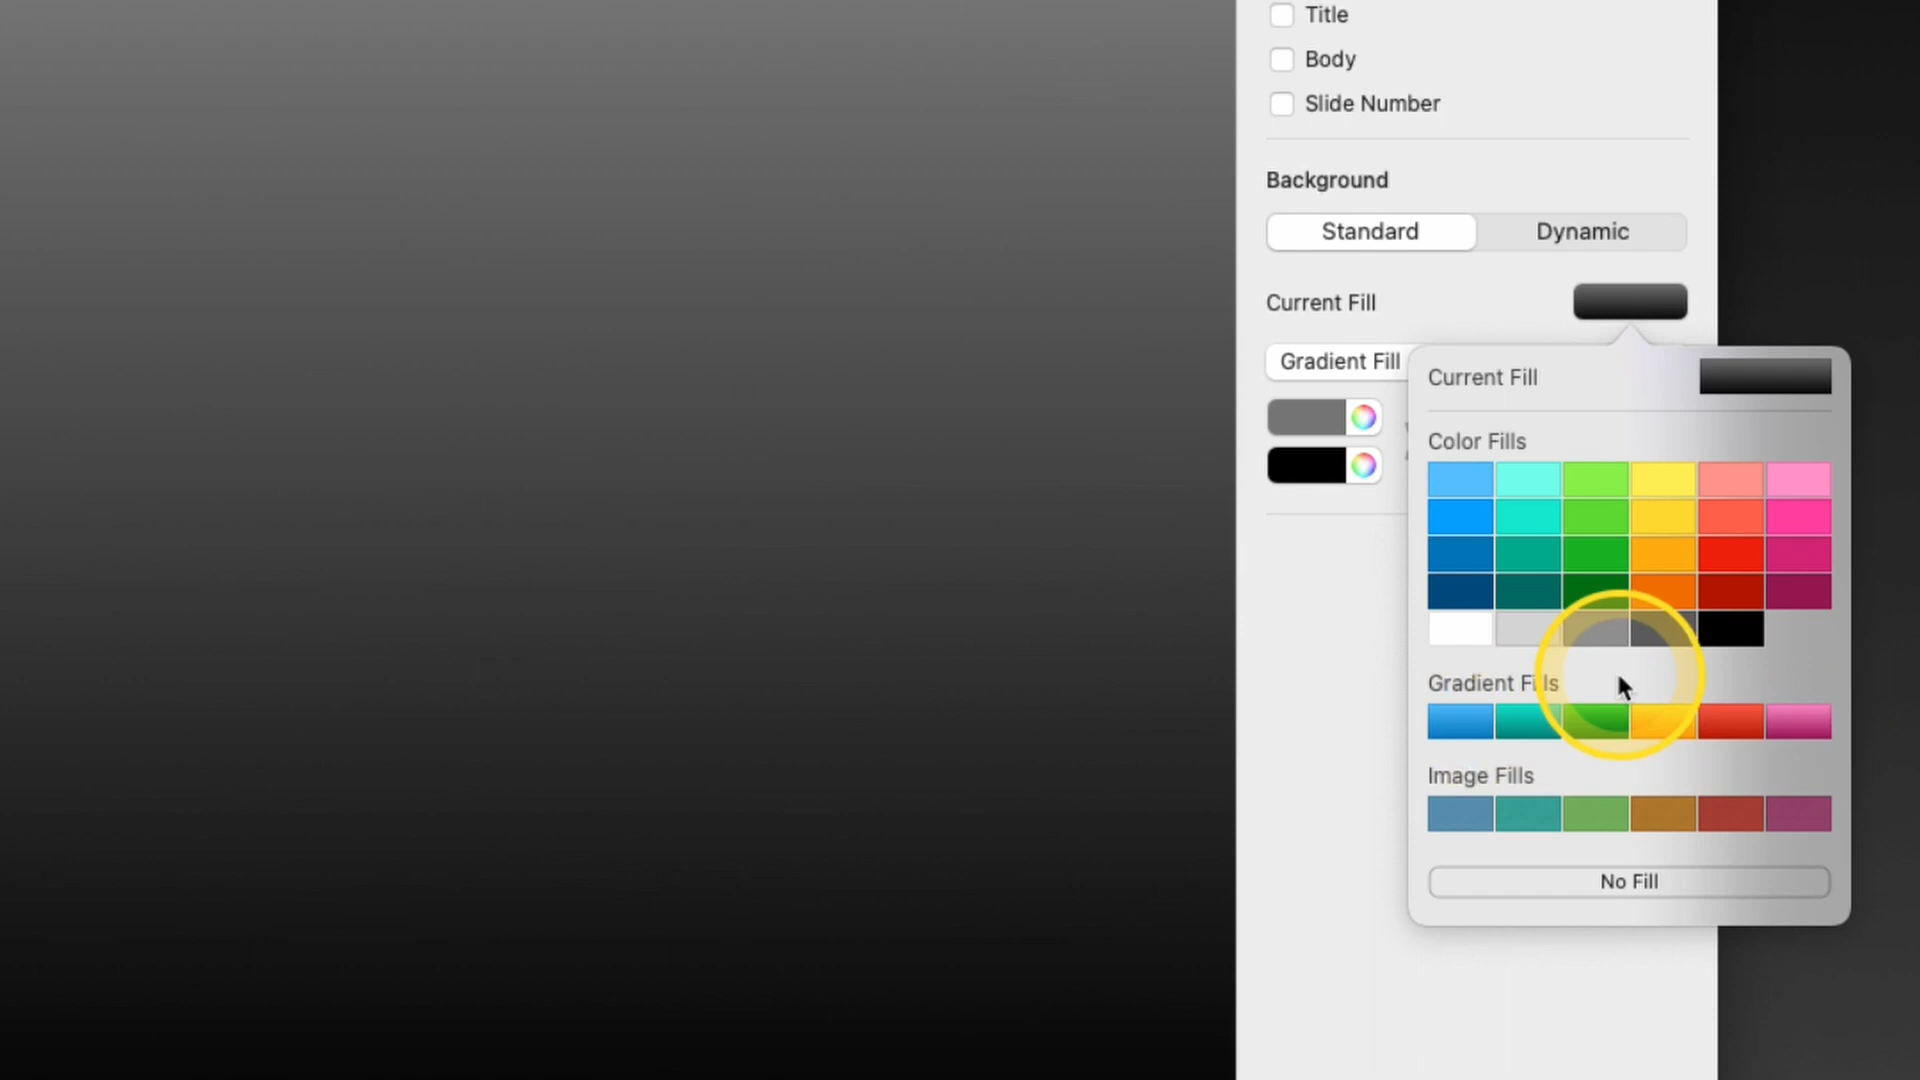 Title
Body
Slide Number
Background
Standard Dynamic
Current Fill
Gradient Fill
Current Fill
Color Fills
Gradient Fills
Image Fills
No Fill